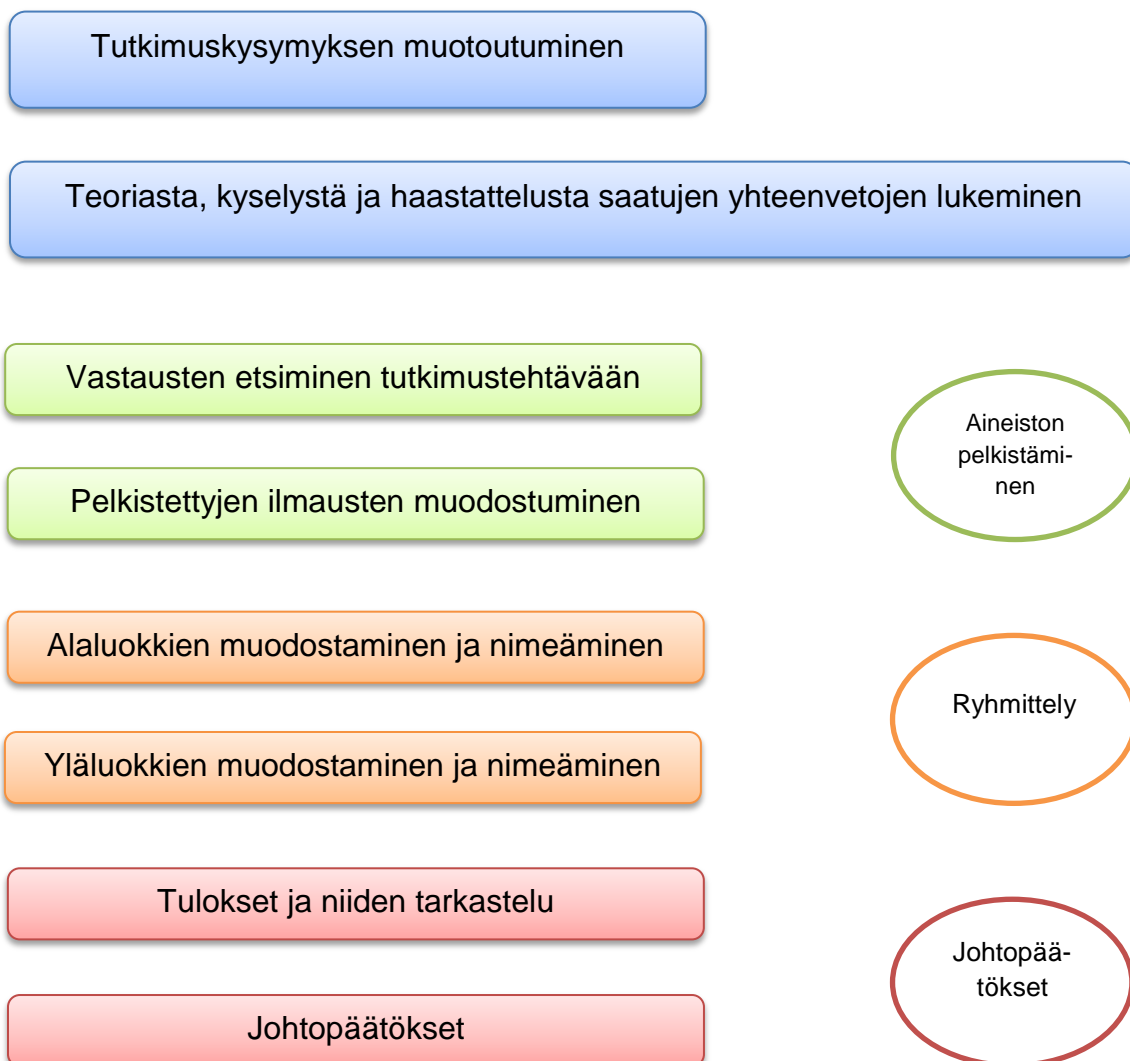 Tutkimuskysymyksen muotoutuminen
Teoriasta, kyselystä ja haastattelusta saatujen yhteenvetojen lukeminen
Vastausten etsiminen tutkimustehtävään
Pelkistettyjen ilmausten muodostuminen
Aineiston
pelkistämi-
nen
Alaluokkien muodostaminen ja nimeäminen
Yläluokkien muodostaminen ja nimeäminen
Ryhmittely
Tulokset ja niiden tarkastelu
Johtopäätökset
Johtopää-
tökset